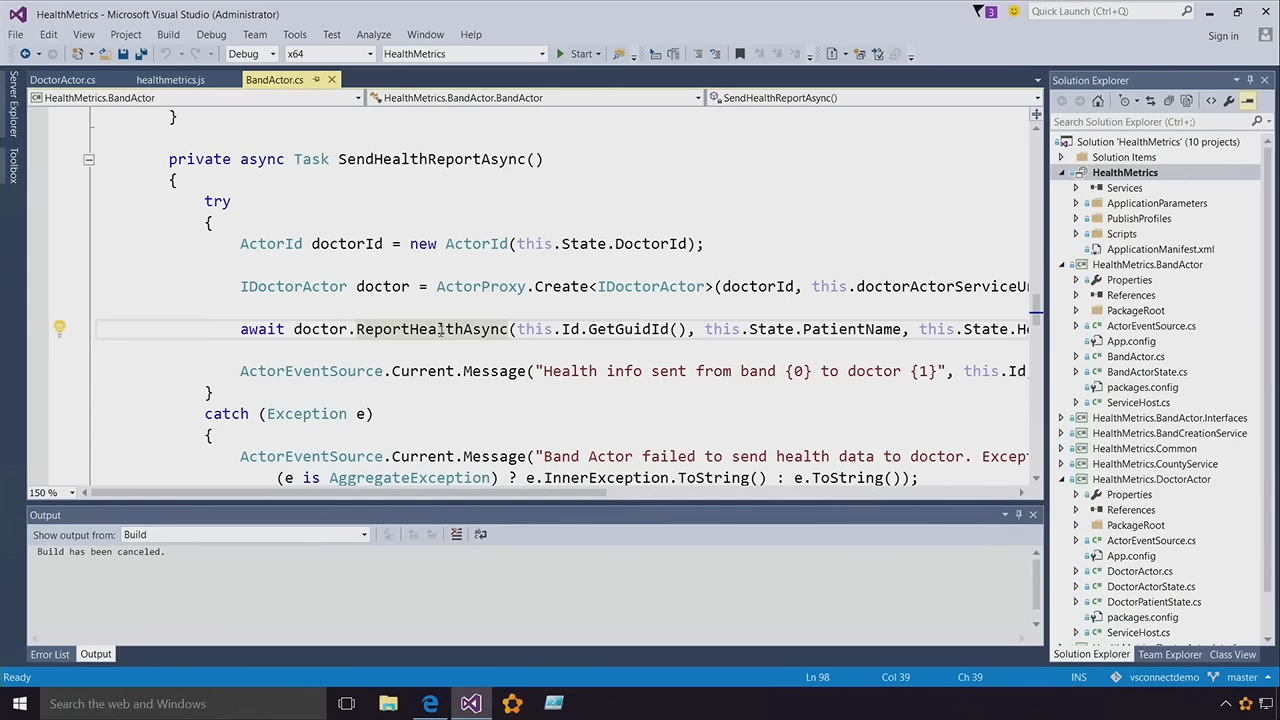 HealthMetrics - Microsoft Visual Studio (Administrator)
3
Quick Launch (Ctrl+Q)
File Edit View Project Build Debug Team Tools Test Analyze Window Help
Sign in
Debug x64 HealthMetrics Start
Server Explorer
Toolbox
DoctorActor.cs healthmetrics.js BandActor.cs
HealthMetrics.BandActor HealthMetrics.BandActor.BandActor SendHealthReportAsync()
}
private async Task SendHealthReportAsync()
{
try
{
ActorId doctorId = new ActorId(this.State.DoctorId);
IDoctorActor doctor = ActorProxy.Create<IDoctorActor>(doctorId, this.doctorActorServiceUr
await doctor.ReportHealthAsync(this.Id.GetGuidId(), this.State.PatientName, this.State.He
ActorEventSource.Current.Message("Health info sent from band {0} to doctor {1}", this.Id
}
catch (Exception e)
{
ActorEventSource.Current.Message("Band Actor failed to send health data to doctor. Except
(e is AggregateException) ? e.InnerException.ToString() : e.ToString());
150 %
Output
Show output from: Build
Build has been canceled.
Error List Output
Solution Explorer
Search Solution Explorer (Ctrl+;)
Solution 'HealthMetrics' (10 projects)
Solution Items
HealthMetrics
Services
ApplicationParameters
PublishProfiles
Scripts
ApplicationManifest.xml
HealthMetrics.BandActor
Properties
References
PackageRoot
ActorEventSource.cs
App.config
BandActor.cs
BandActorState.cs
packages.config
ServiceHost.cs
HealthMetrics.BandActor.Interfaces
HealthMetrics.BandCreationService
HealthMetrics.Common
HealthMetrics.CountyService
HealthMetrics.DoctorActor
Properties
References
PackageRoot
ActorEventSource.cs
App.config
DoctorActor.cs
DoctorActorState.cs
DoctorPatientState.cs
packages.config
ServiceHost.cs
Solution Explorer Team Explorer Class View
Ready Ln 98 Col 39 Ch 39 INS vsconnectdemo master
Search the web and Windows